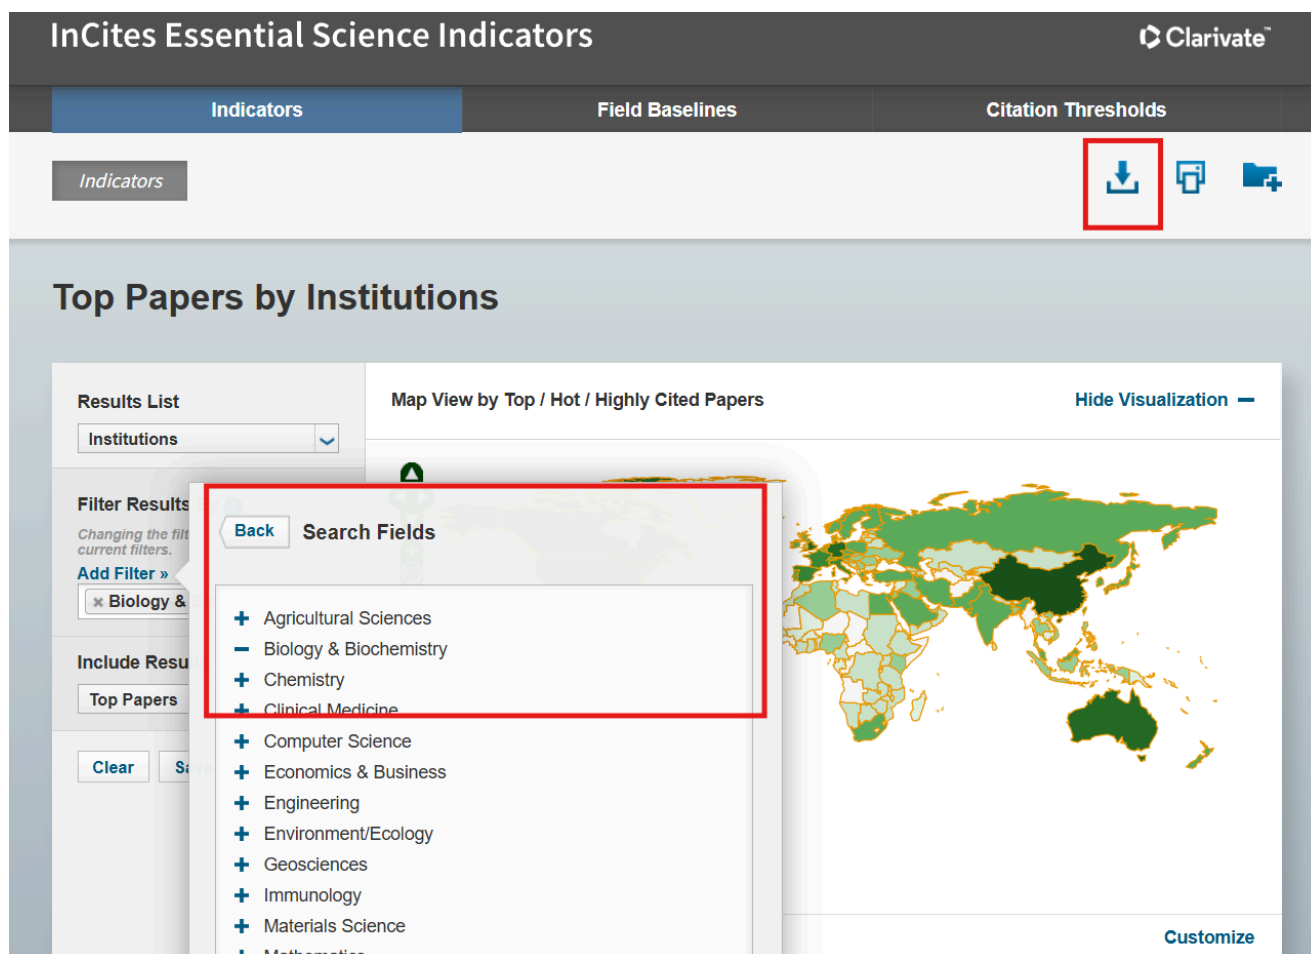 InCites Essential Science Indicators
Clarivate™
Indicators
Field Baselines
Citation Thresholds
Indicators
Top Papers by Institutions
Results List
Institutions
Map View by Top / Hot / Highly Cited Papers
Hide Visualization
Filter Results
Changing the filt
current filters.
Add Filter »
× Biology &
Include Resu
Top Papers
Clear
Save
Back
Search Fields
Agricultural Sciences
Biology & Biochemistry
Chemistry
Clinical Medicine
Computer Science
Economics & Business
Engineering
Environment/Ecology
Geosciences
Immunology
Materials Science
Mathematics
Customize